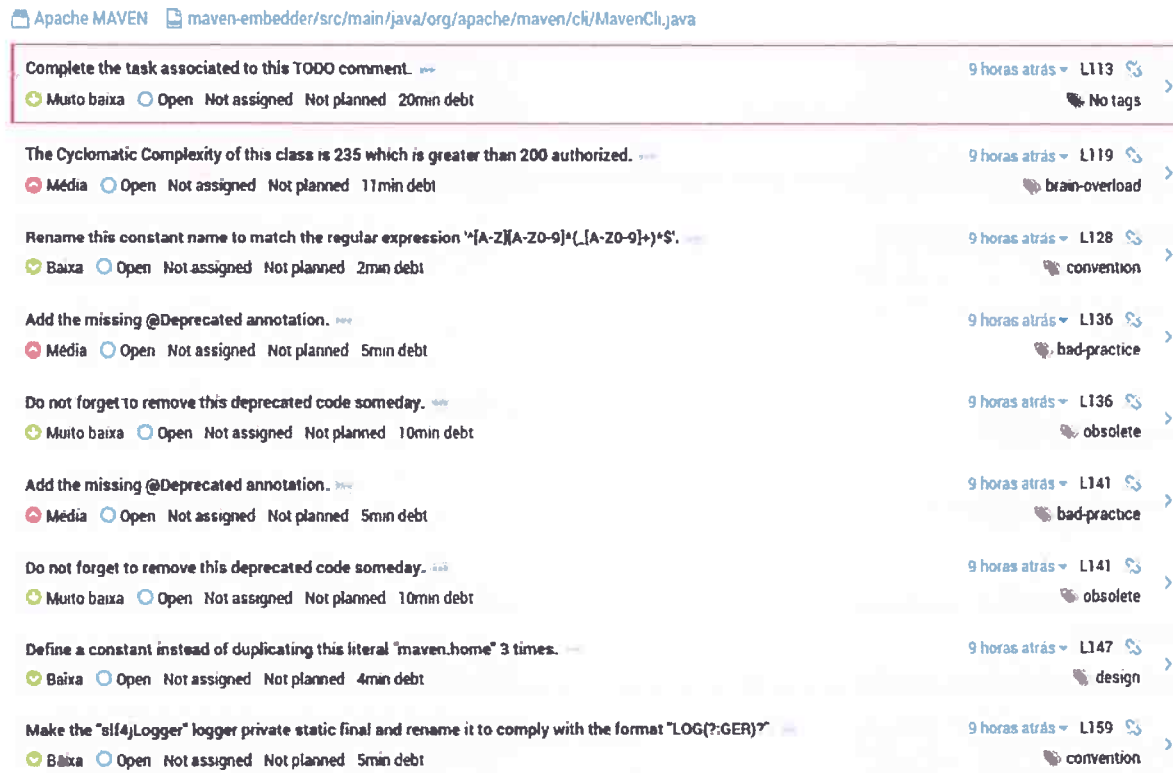 Apache MAVEN maven-embedder/src/main/java/org/apache/maven/cli/MavenCli.java
Complete the task associated to this TODO comment. 9 horas atrás L113
Muito baixa Open Not assigned Not planned 20min debt No tags
The Cyclomatic Complexity of this class is 235 which is greater than 200 authorized. 9 horas atrás L119
Média Open Not assigned Not planned 11min debt brain-overload
Rename this constant name to match the regular expression '^[A-Z][A-Z0-9]*(_[A-Z0-9]+)*$'. 9 horas atrás L128
Baixa Open Not assigned Not planned 2min debt convention
Add the missing @Deprecated annotation. 9 horas atrás L136
Média Open Not assigned Not planned 5min debt bad-practice
Do not forget to remove this deprecated code someday. 9 horas atrás L136
Muito baixa Open Not assigned Not planned 10min debt obsolete
Add the missing @Deprecated annotation. 9 horas atrás L141
Média Open Not assigned Not planned 5min debt bad-practice
Do not forget to remove this deprecated code someday. 9 horas atrás L141
Muito baixa Open Not assigned Not planned 10min debt obsolete
Define a constant instead of duplicating this literal "maven.home" 3 times. 9 horas atrás L147
Baixa Open Not assigned Not planned 4min debt design
Make the "slf4jLogger" logger private static final and rename it to comply with the format "LOG(?:GER)?". 9 horas atrás L159
Baixa Open Not assigned Not planned 5min debt convention